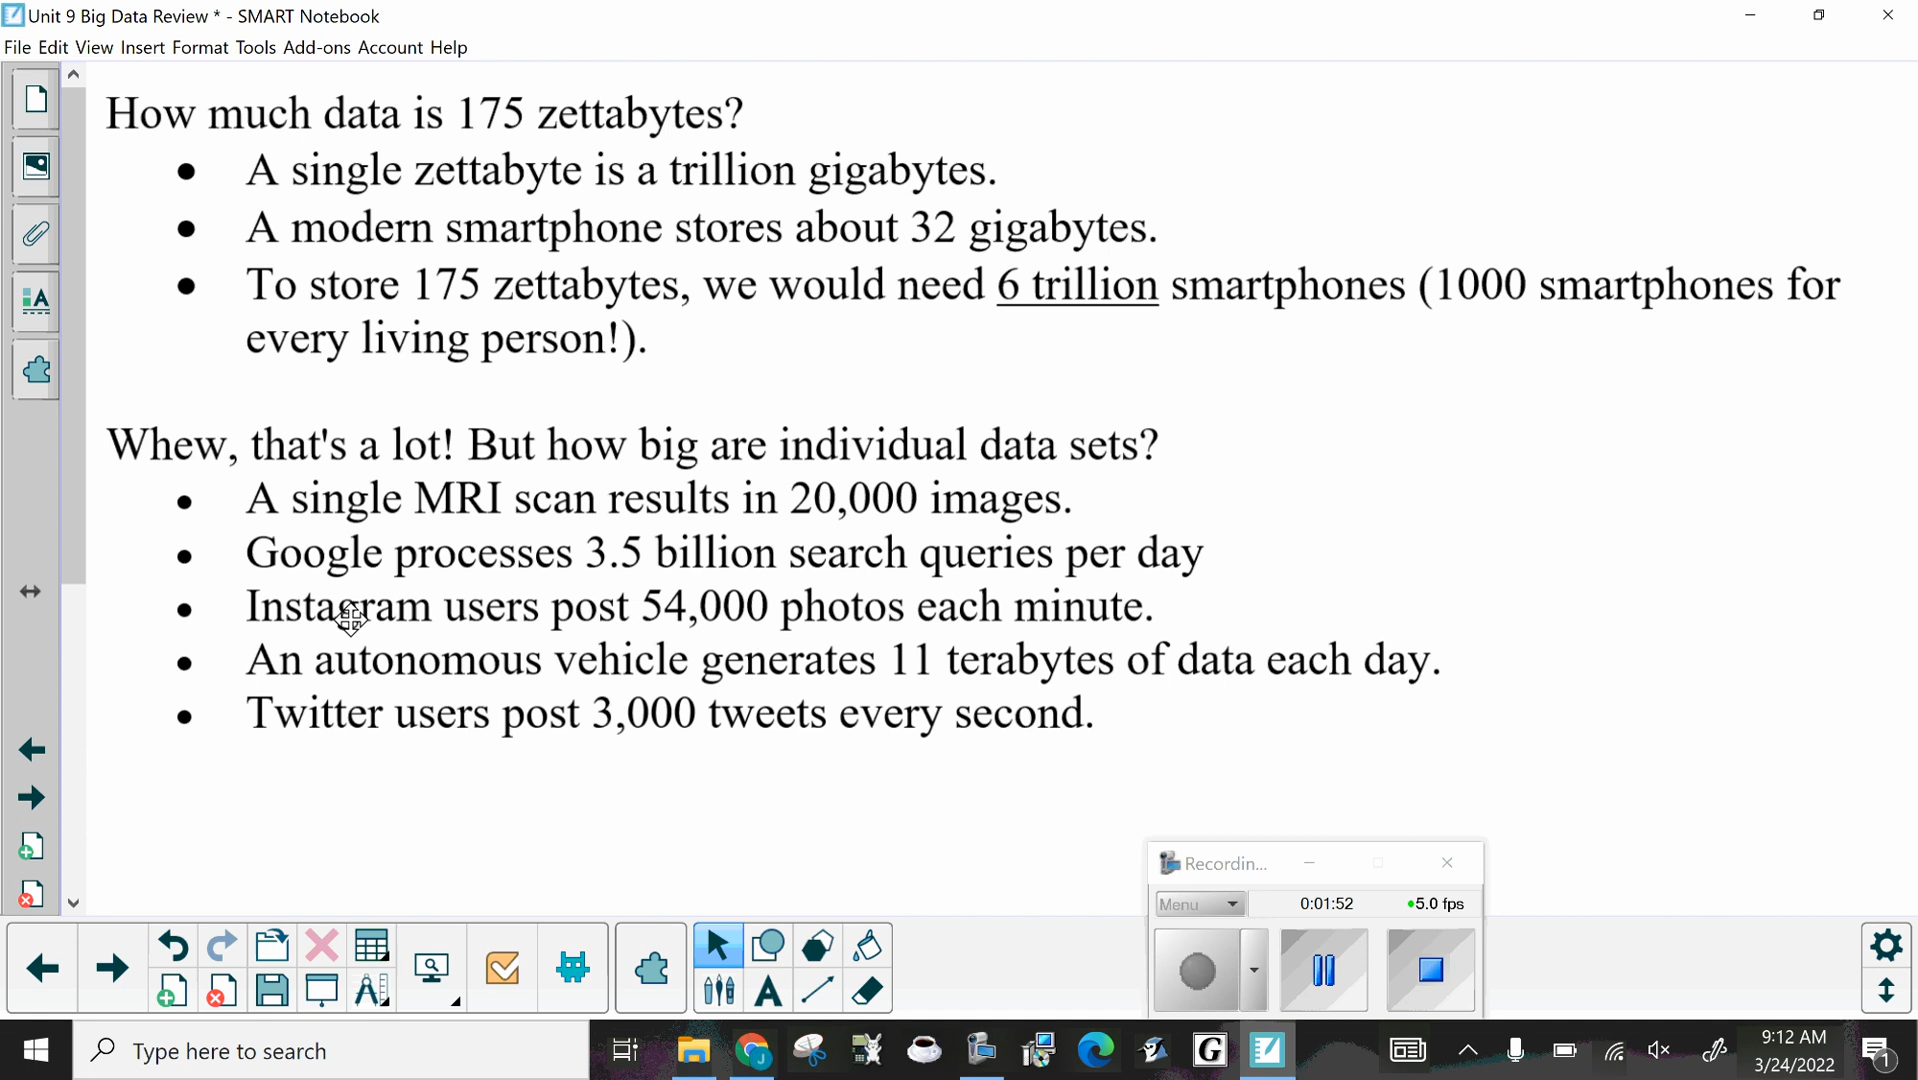 Unit 9 Big Data Review * - SMART Notebook
File Edit View Insert Format Tools Add-ons Account Help
How much data is 175 zettabytes?
• A single zettabyte is a trillion gigabytes.
• A modern smartphone stores about 32 gigabytes.
• To store 175 zettabytes, we would need 6 trillion smartphones (1000 smartphones for
every living person!).
Whew, that's a lot! But how big are individual data sets?
• A single MRI scan results in 20,000 images.
• Google processes 3.5 billion search queries per day
• Instagram users post 54,000 photos each minute.
• An autonomous vehicle generates 11 terabytes of data each day.
• Twitter users post 3,000 tweets every second.
Recordin...
Menu 0:01:52 5.0 fps
A
A
Type here to search
G
9:12 AM
3/24/2022
1